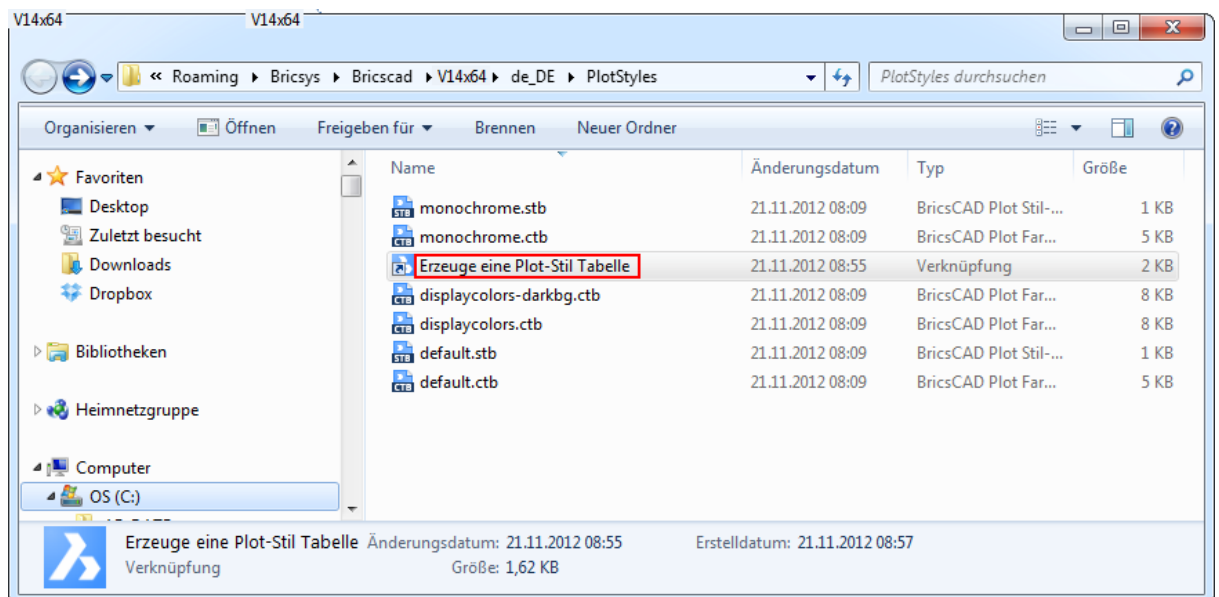 V14x64 V14x64
« Roaming Bricsys Bricscad V14x64 de_DE PlotStyles PlotStyles durchsuchen
Organisieren Öffnen Freigeben für Brennen Neuer Ordner
Favoriten
Desktop
Zuletzt besucht
Downloads
Dropbox
Bibliotheken
Heimnetzgruppe
Computer
OS (C:)
Name Änderungsdatum Typ Größe
STB monochrome.stb 21.11.2012 08:09 BricsCAD Plot Stil-... 1 KB
CTB monochrome.ctb 21.11.2012 08:09 BricsCAD Plot Far... 5 KB
Erzeuge eine Plot-Stil Tabelle 21.11.2012 08:55 Verknüpfung 2 KB
CTB displaycolors-darkbg.ctb 21.11.2012 08:09 BricsCAD Plot Far... 8 KB
CTB displaycolors.ctb 21.11.2012 08:09 BricsCAD Plot Far... 8 KB
STB default.stb 21.11.2012 08:09 BricsCAD Plot Stil-... 1 KB
CTB default.ctb 21.11.2012 08:09 BricsCAD Plot Far... 5 KB
Erzeuge eine Plot-Stil Tabelle Änderungsdatum: 21.11.2012 08:55 Erstelldatum: 21.11.2012 08:57
Verknüpfung Größe: 1,62 KB